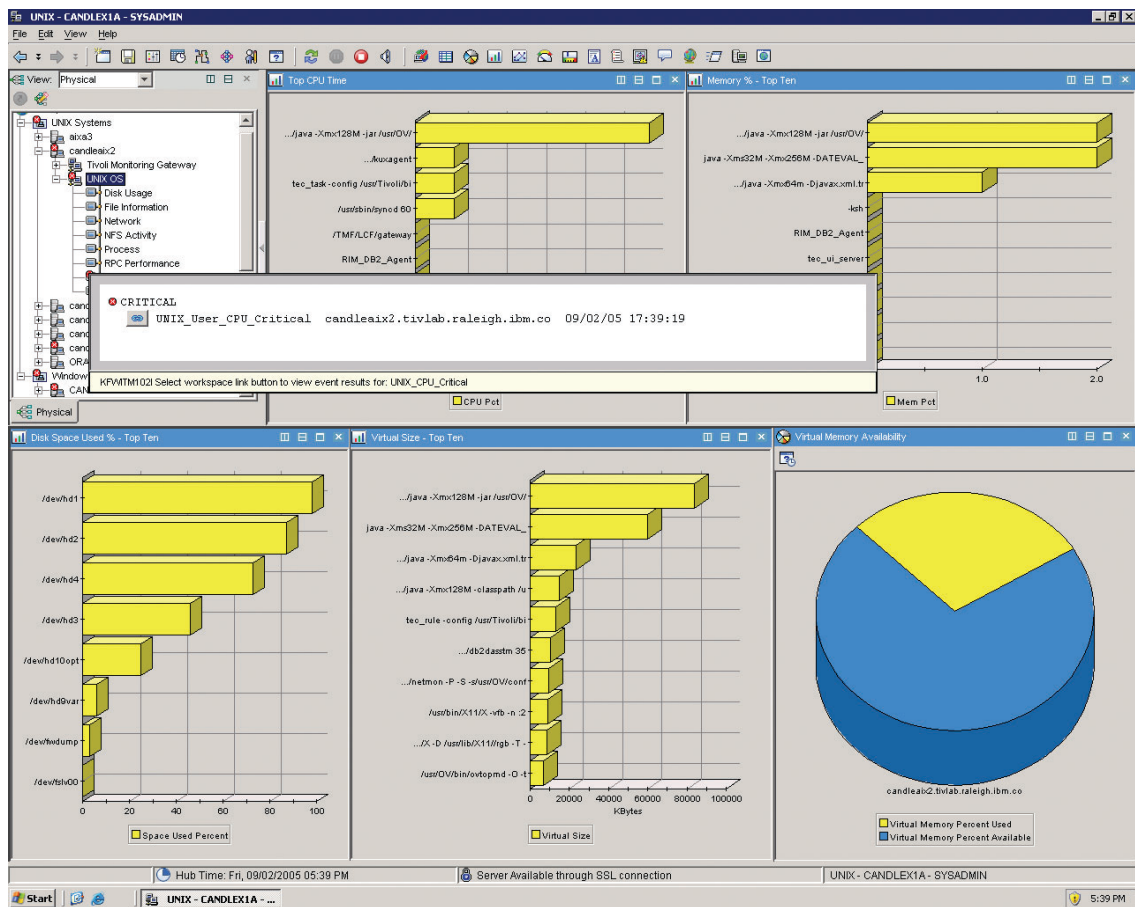 UNIX - CANDLEX1A - SYSADMIN
File Edit View Help
View: Physical
UNIX Systems
aixa3
candleaix2
Tivoli Monitoring Gateway
UNIX OS
Disk Usage
File Information
Network
NFS Activity
Process
RPC Performance
cand
cand
cand
cand
ORA
Window
CAN
Physical
Top CPU Time
.../java -Xmx128M -jar /usr/OV/
.../kuxagent
tec_task -config /usr/Tivoli/bi
/usr/sbin/syncd 60
/TMF/LCF/gateway
RIM_DB2_Agent
CPU Pct
Memory % - Top Ten
.../java -Xmx128M -jar /usr/OV/
java -Xms32M -Xmx256M -DATEVAL_
.../java -Xmx64m -Djavax.xml.tr
-ksh
RIM_DB2_Agent
tec_ui_server
1.0 2.0
Mem Pct
CRITICAL
UNIX_User_CPU_Critical candleaix2.tivlab.raleigh.ibm.co 09/02/05 17:39:19
KFWITM102I Select workspace link button to view event results for: UNIX_CPU_Critical
Disk Space Used % - Top Ten
/dev/hd1
/dev/hd2
/dev/hd4
/dev/hd3
/dev/hd10opt
/dev/hd9var
/dev/fwdump
/dev/fslv00
0 20 40 60 80 100
Space Used Percent
Virtual Size - Top Ten
.../java -Xmx128M -jar /usr/OV/
java -Xms32M -Xmx256M -DATEVAL_
.../java -Xmx64m -Djavax.xml.tr
.../java -Xmx128M -classpath /u
tec_rule -config /usr/Tivoli/bi
.../db2dasstm 35
.../netmon -P -S -s/usr/OV/conf
/usr/bin/X11/X -vfb -n :2
.../X -D /usr/lib/X11//rgb -T -
/usr/OV/bin/ovtopmd -O -t
0 20000 40000 60000 80000 100000
KBytes
Virtual Size
Virtual Memory Availability
candleaix2.tivlab.raleigh.ibm.co
Virtual Memory Percent Used
Virtual Memory Percent Available
Hub Time: Fri, 09/02/2005 05:39 PM
Server Available through SSL connection
UNIX - CANDLEX1A - SYSADMIN
Start
UNIX - CANDLEX1A - ...
5:39 PM